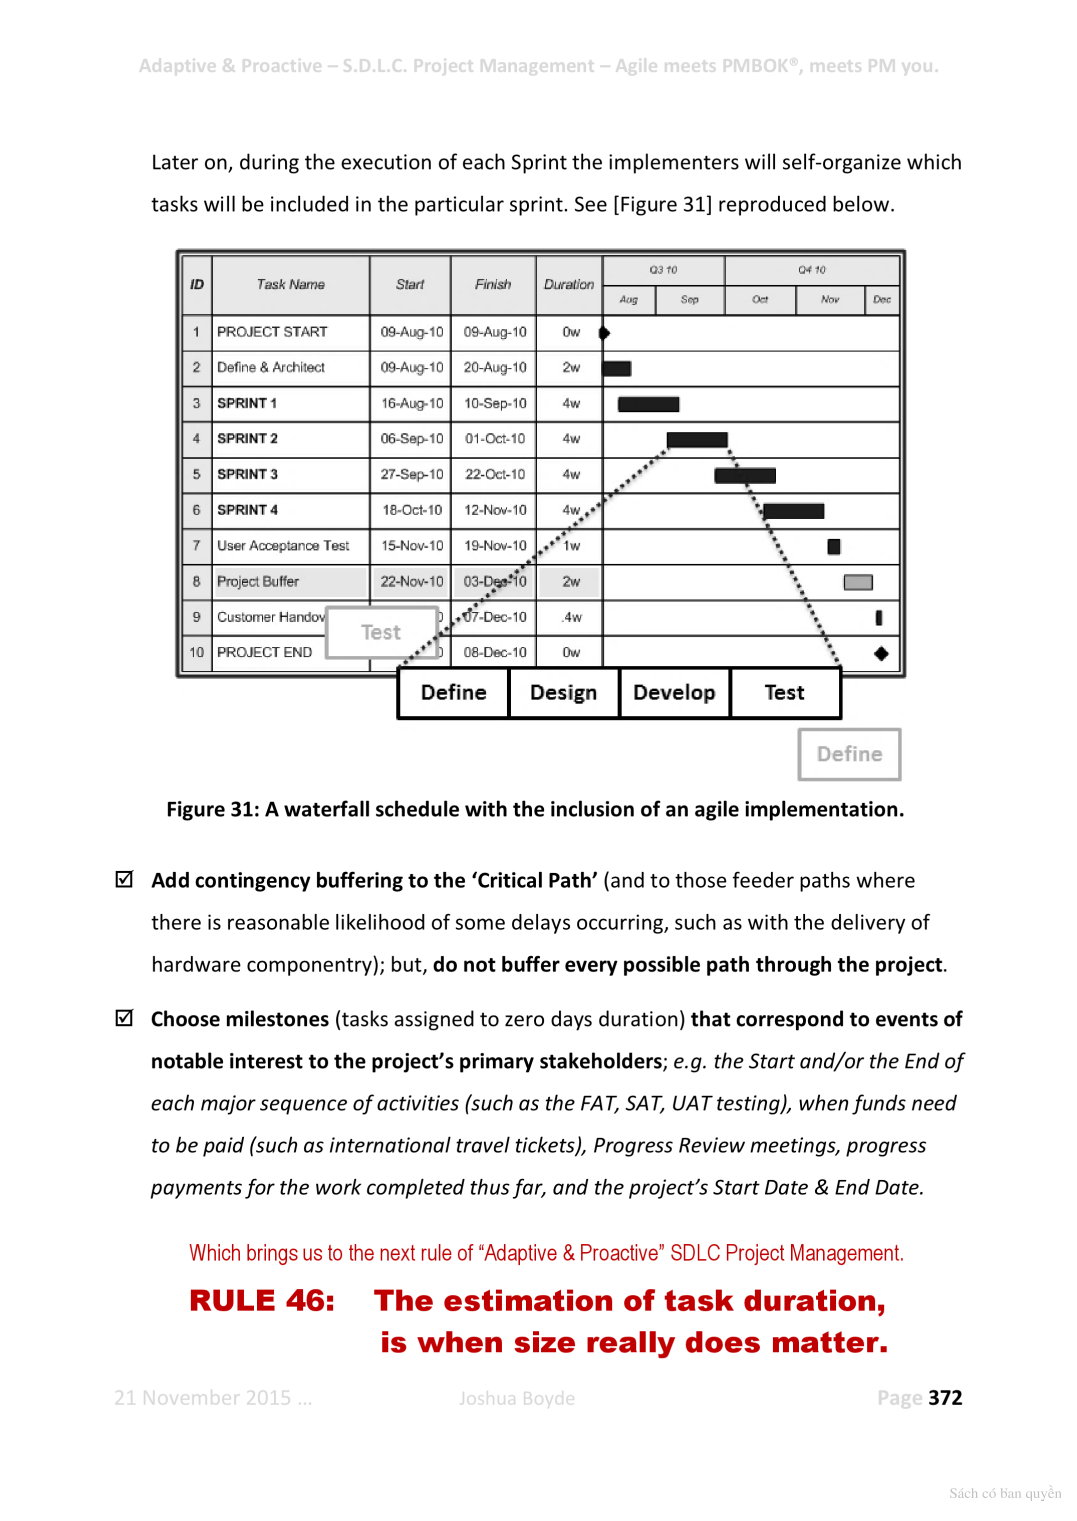 Adaptive & Proactive – S.D.L.C. Project Management – Agile meets PMBOK®, meets PM you.
Later on, during the execution of each Sprint the implementers will self-organize which
tasks will be included in the particular sprint. See [Figure 31] reproduced below.
ID Task Name Start Finish Duration Q3 10 Q4 10
Aug Sep Oct Nov Dec
1 PROJECT START 09-Aug-10 09-Aug-10 0w
2 Define & Architect 09-Aug-10 20-Aug-10 2w
3 SPRINT 1 16-Aug-10 10-Sep-10 4w
4 SPRINT 2 06-Sep-10 01-Oct-10 4w
5 SPRINT 3 27-Sep-10 22-Oct-10 4w
6 SPRINT 4 18-Oct-10 12-Nov-10 4w
7 User Acceptance Test 15-Nov-10 19-Nov-10 1w
8 Project Buffer 22-Nov-10 03-Dec-10 2w
9 Customer Handov 0 07-Dec-10 .4w
Test
10 PROJECT END 0 08-Dec-10 0w
Define Design Develop Test
Define
Figure 31: A waterfall schedule with the inclusion of an agile implementation.
☑ Add contingency buffering to the ‘Critical Path’ (and to those feeder paths where
there is reasonable likelihood of some delays occurring, such as with the delivery of
hardware componentry); but, do not buffer every possible path through the project.
☑ Choose milestones (tasks assigned to zero days duration) that correspond to events of
notable interest to the project’s primary stakeholders; e.g. the Start and/or the End of
each major sequence of activities (such as the FAT, SAT, UAT testing), when funds need
to be paid (such as international travel tickets), Progress Review meetings, progress
payments for the work completed thus far, and the project’s Start Date & End Date.
Which brings us to the next rule of “Adaptive & Proactive” SDLC Project Management.
RULE 46: The estimation of task duration,
is when size really does matter.
21 November 2015 ... Joshua Boyde Page 372
Sách có bản quyền